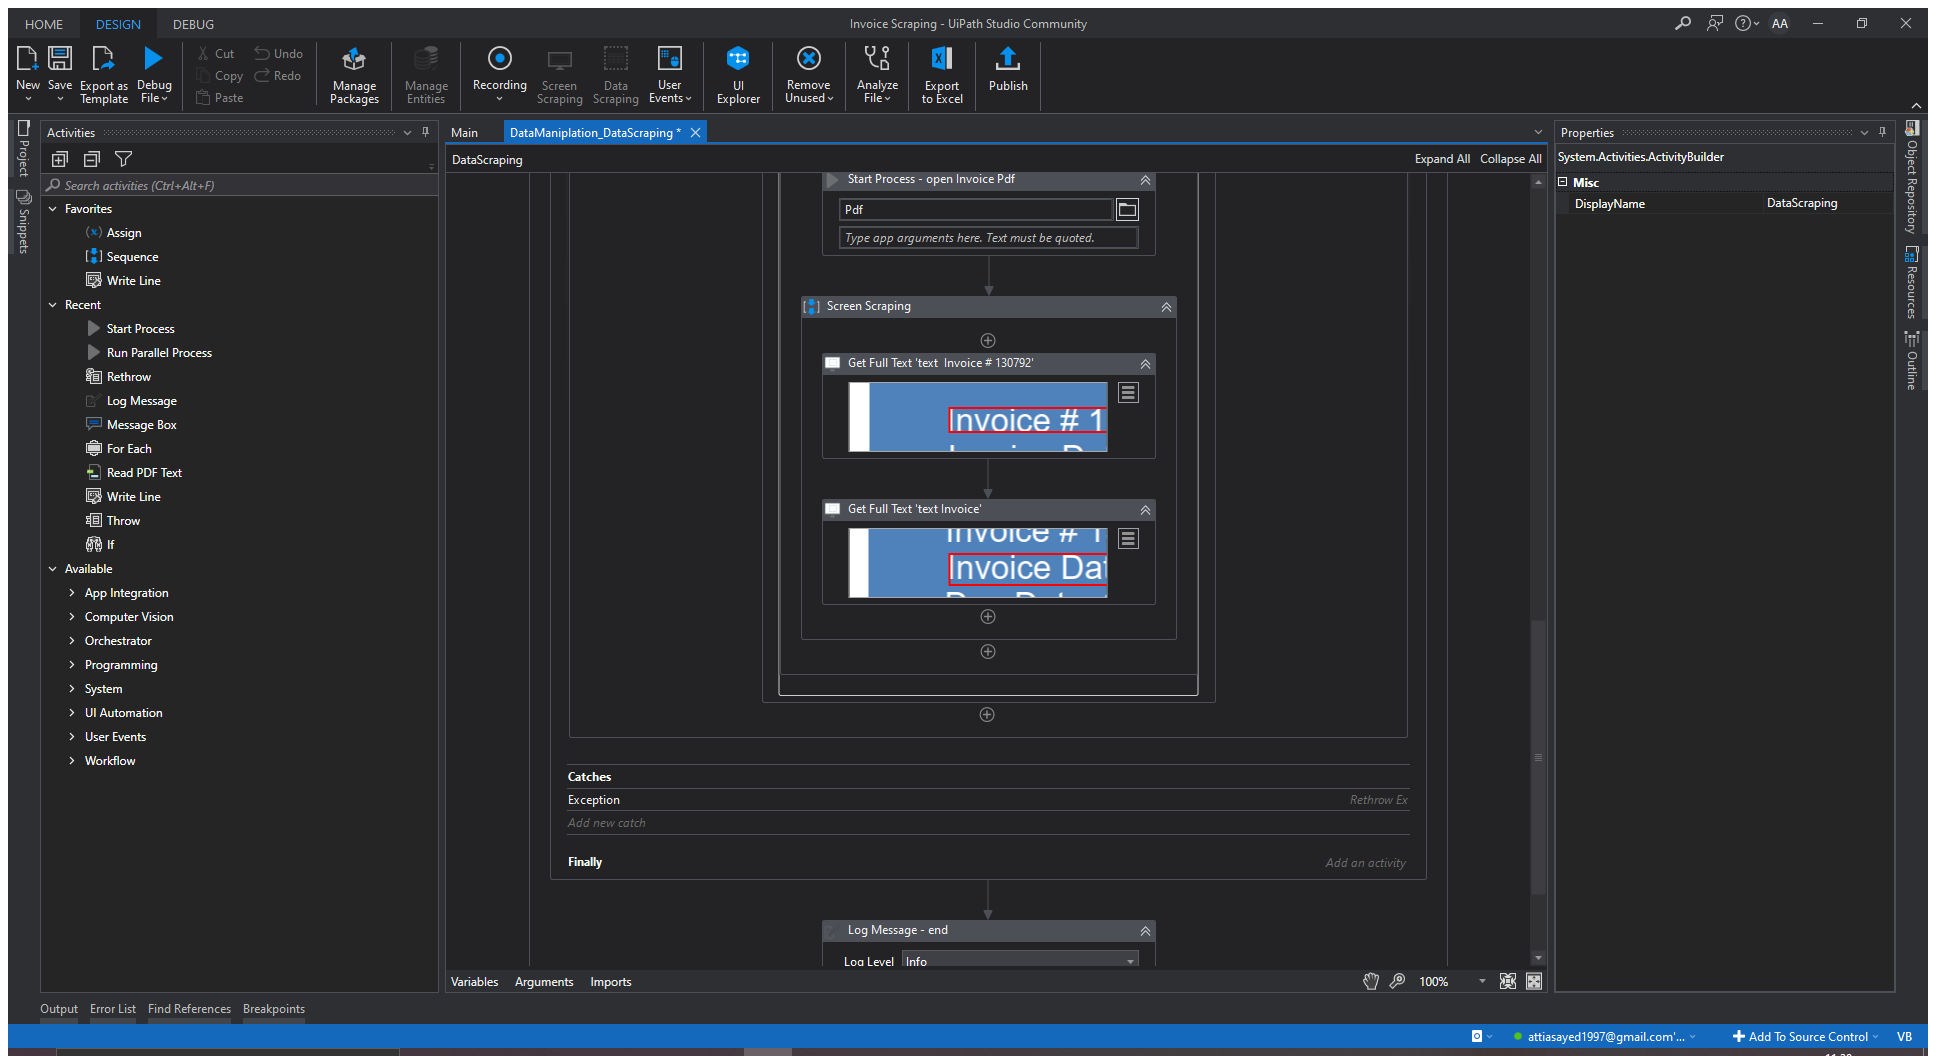 HOME DESIGN DEBUG
Invoice Scraping - UiPath Studio Community
AA
New
Save
Export as Template
Debug File
Cut
Copy
Paste
Undo
Redo
Manage Packages
Manage Entities
Recording
Screen Scraping
Data Scraping
User Events
UI Explorer
Remove Unused
Analyze File
Export to Excel
Publish
Project
Snippets
Activities
Search activities (Ctrl+Alt+F)
Favorites
Assign
Sequence
Write Line
Recent
Start Process
Run Parallel Process
Rethrow
Log Message
Message Box
For Each
Read PDF Text
Write Line
Throw
If
Available
App Integration
Computer Vision
Orchestrator
Programming
System
UI Automation
User Events
Workflow
Main
DataManiplation_DataScraping *
DataScraping
Expand All Collapse All
Start Process - open Invoice Pdf
Pdf
Type app arguments here. Text must be quoted.
Screen Scraping
Get Full Text 'text  Invoice # 130792'
Invoice # 1
Get Full Text 'text Invoice'
Invoice # 1
Invoice Dat
Catches
Exception
Rethrow Ex
Add new catch
Finally
Add an activity
Log Message - end
Log Level Info
Variables Arguments Imports
100%
Properties
System.Activities.ActivityBuilder
Misc
DisplayName DataScraping
Object Repository
Resources
Outline
Output Error List Find References Breakpoints
attiasayed1997@gmail.com'...
Add To Source Control
VB